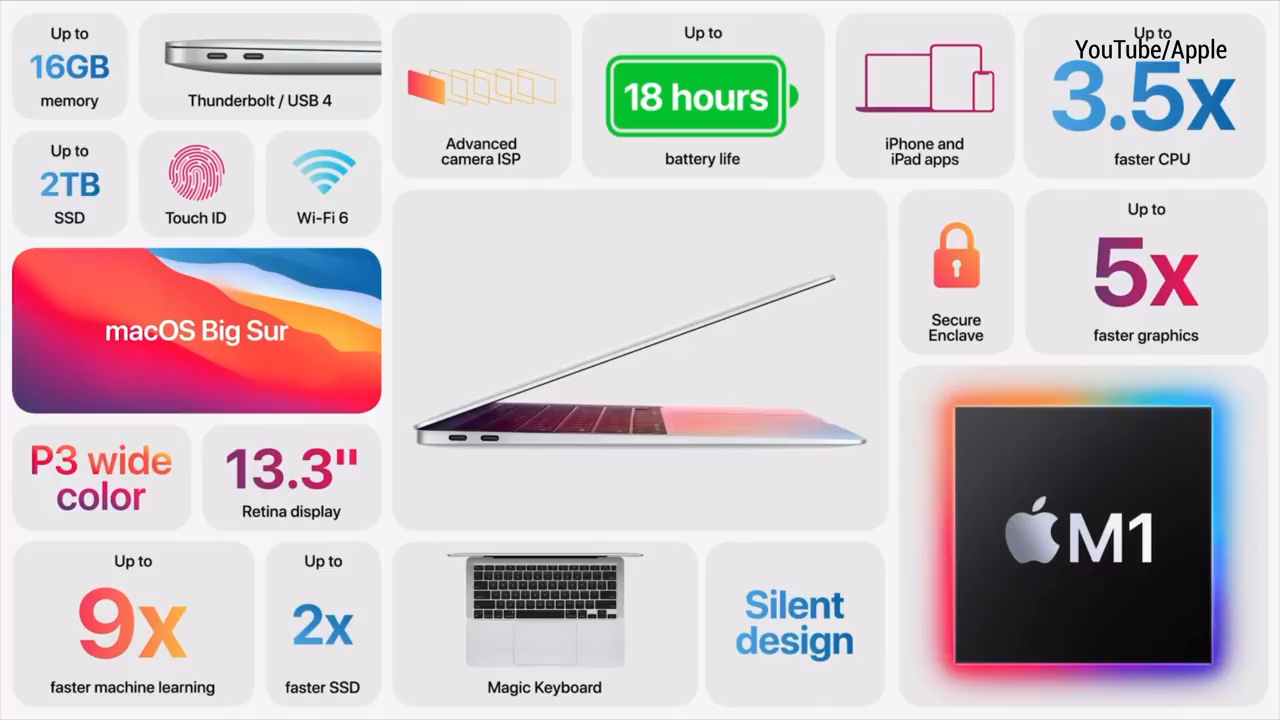 Up to
16GB
memory
Thunderbolt / USB 4
Advanced
camera ISP
Up to
18 hours
battery life
iPhone and
iPad apps
Up to
YouTube/Apple
3.5x
faster CPU
Up to
2TB
SSD
Touch ID
Wi-Fi 6
Secure
Enclave
Up to
5x
faster graphics
macOS Big Sur
P3 wide
color
13.3"
Retina display
M1
Up to
9x
faster machine learning
Up to
2x
faster SSD
Magic Keyboard
Silent
design